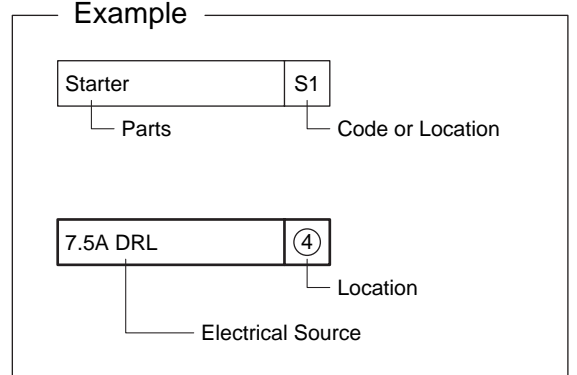 Example
Starter S1
Parts Code or Location
7.5A DRL ④
Location
Electrical Source